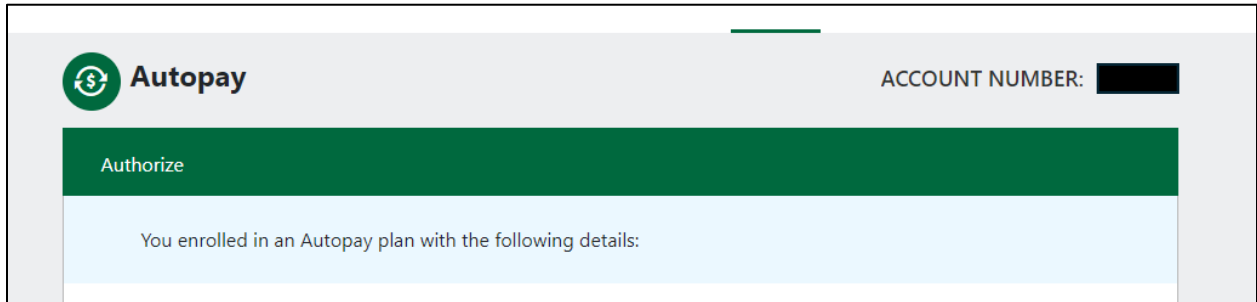 Autopay
ACCOUNT NUMBER:
Authorize
You enrolled in an Autopay plan with the following details: